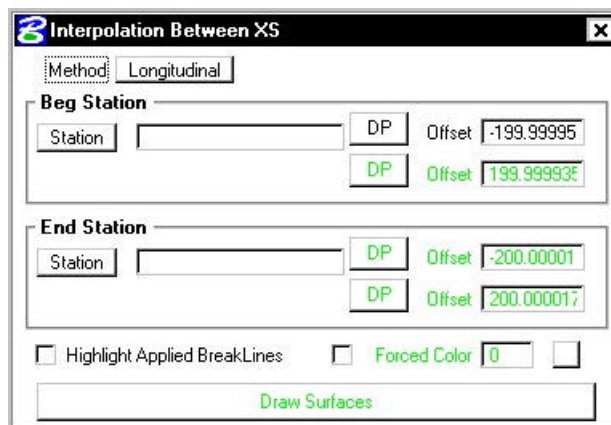 Interpolation Between XS
Method Longitudinal
Beg Station
Station DP Offset -199.99995
DP Offset 199.999935
End Station
Station DP Offset -200.00001
DP Offset 200.000017
Highlight Applied BreakLines Forced Color 0
Draw Surfaces